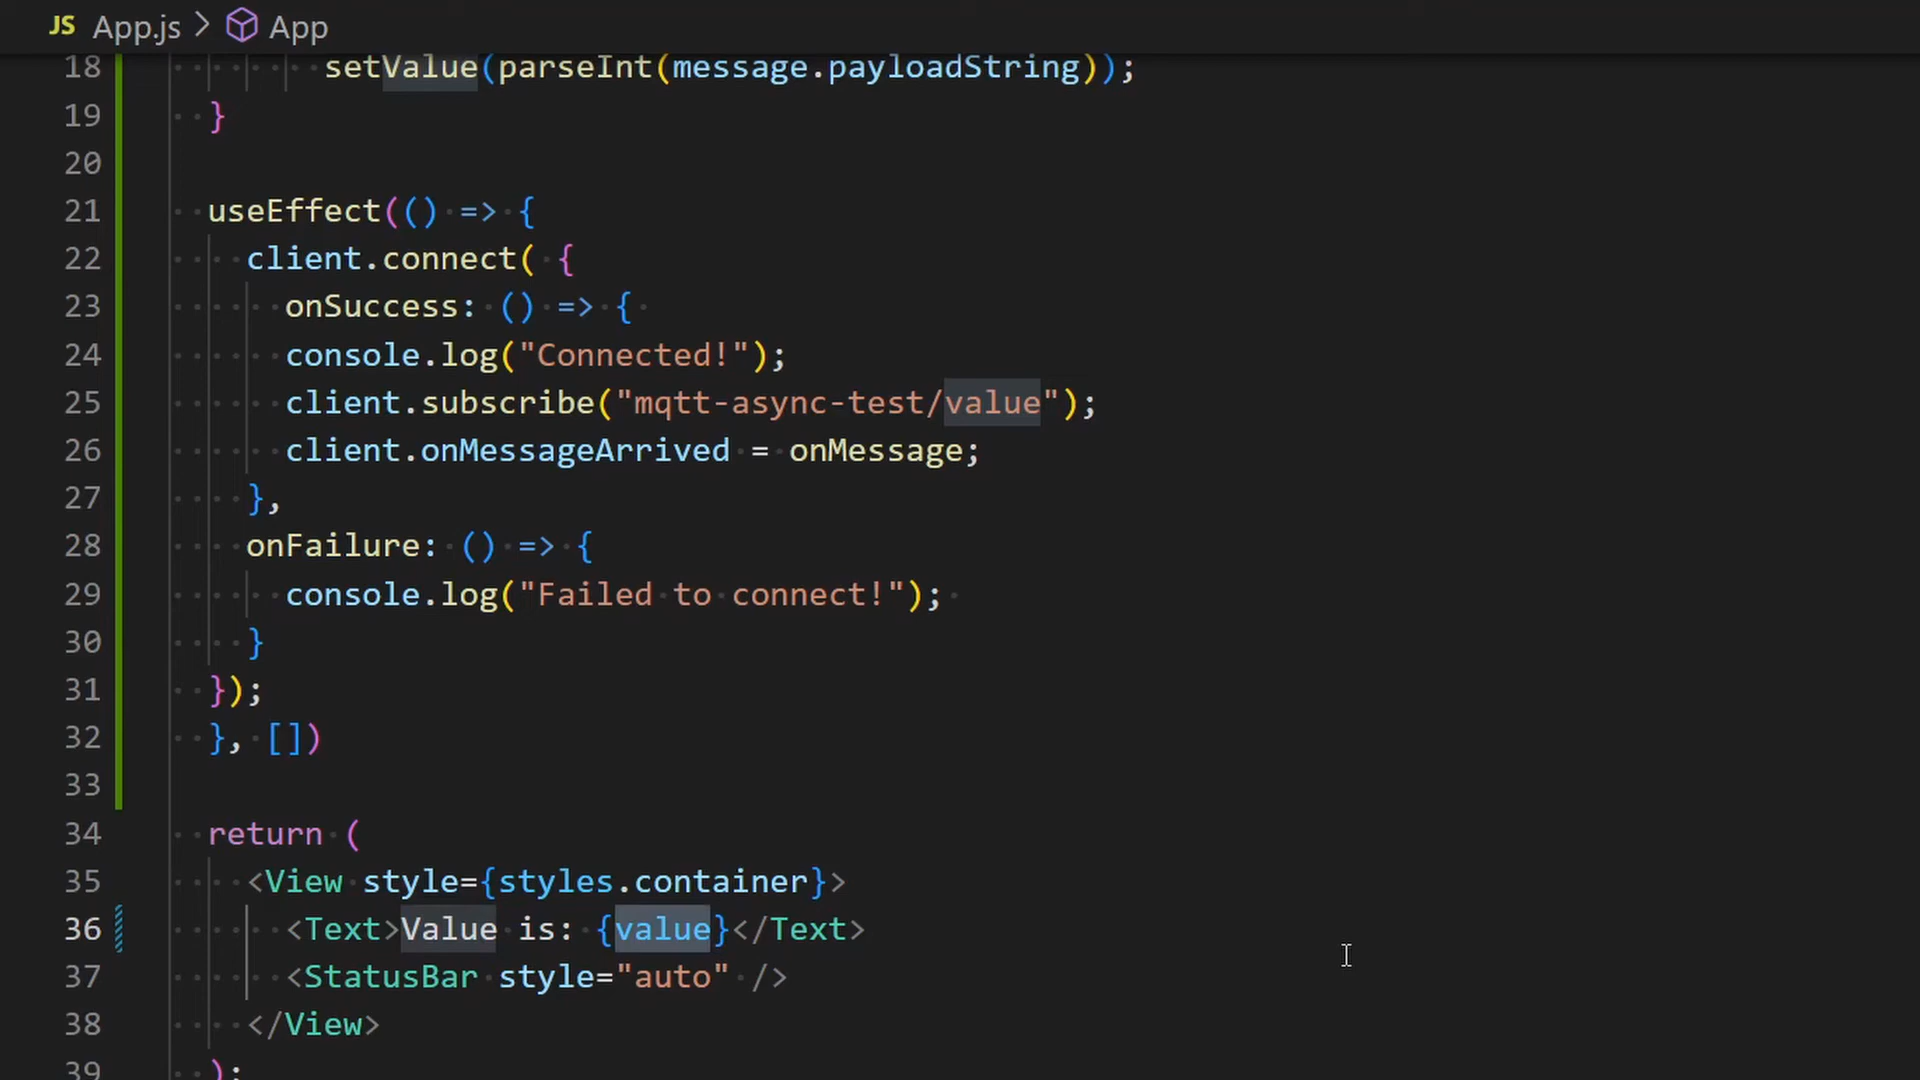 JS App.js > App
18 setValue(parseInt(message.payloadString));
19 }
20
21 useEffect(() => {
22 client.connect( {
23 onSuccess: () => {
24 console.log("Connected!");
25 client.subscribe("mqtt-async-test/value");
26 client.onMessageArrived = onMessage;
27 },
28 onFailure: () => {
29 console.log("Failed to connect!");
30 }
31 });
32 }, [])
33
34 return (
35 <View style={styles.container}>
36 <Text>Value is: {value}</Text>
37 <StatusBar style="auto" />
38 </View>
39 );